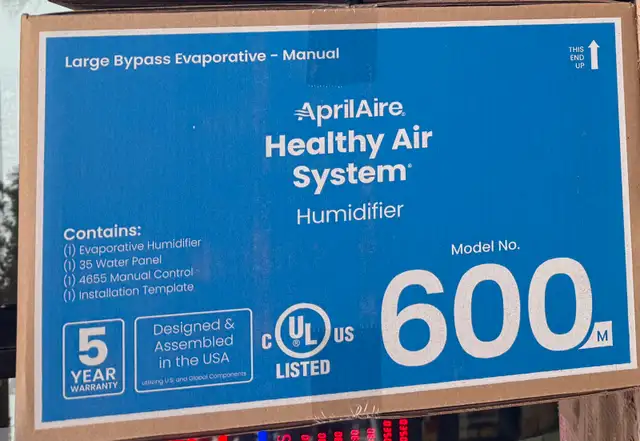 Large Bypass Evaporative - Manual
THIS
END
UP
AprilAire®
Healthy Air
System®
Humidifier
Contains:
(1) Evaporative Humidifier
(1) 35 Water Panel
(1) 4655 Manual Control
(1) Installation Template
Model No.
600
M
5
YEAR
WARRANTY
Designed &
Assembled
in the USA
utilizing U.S. and Global Components
C UL® US
LISTED